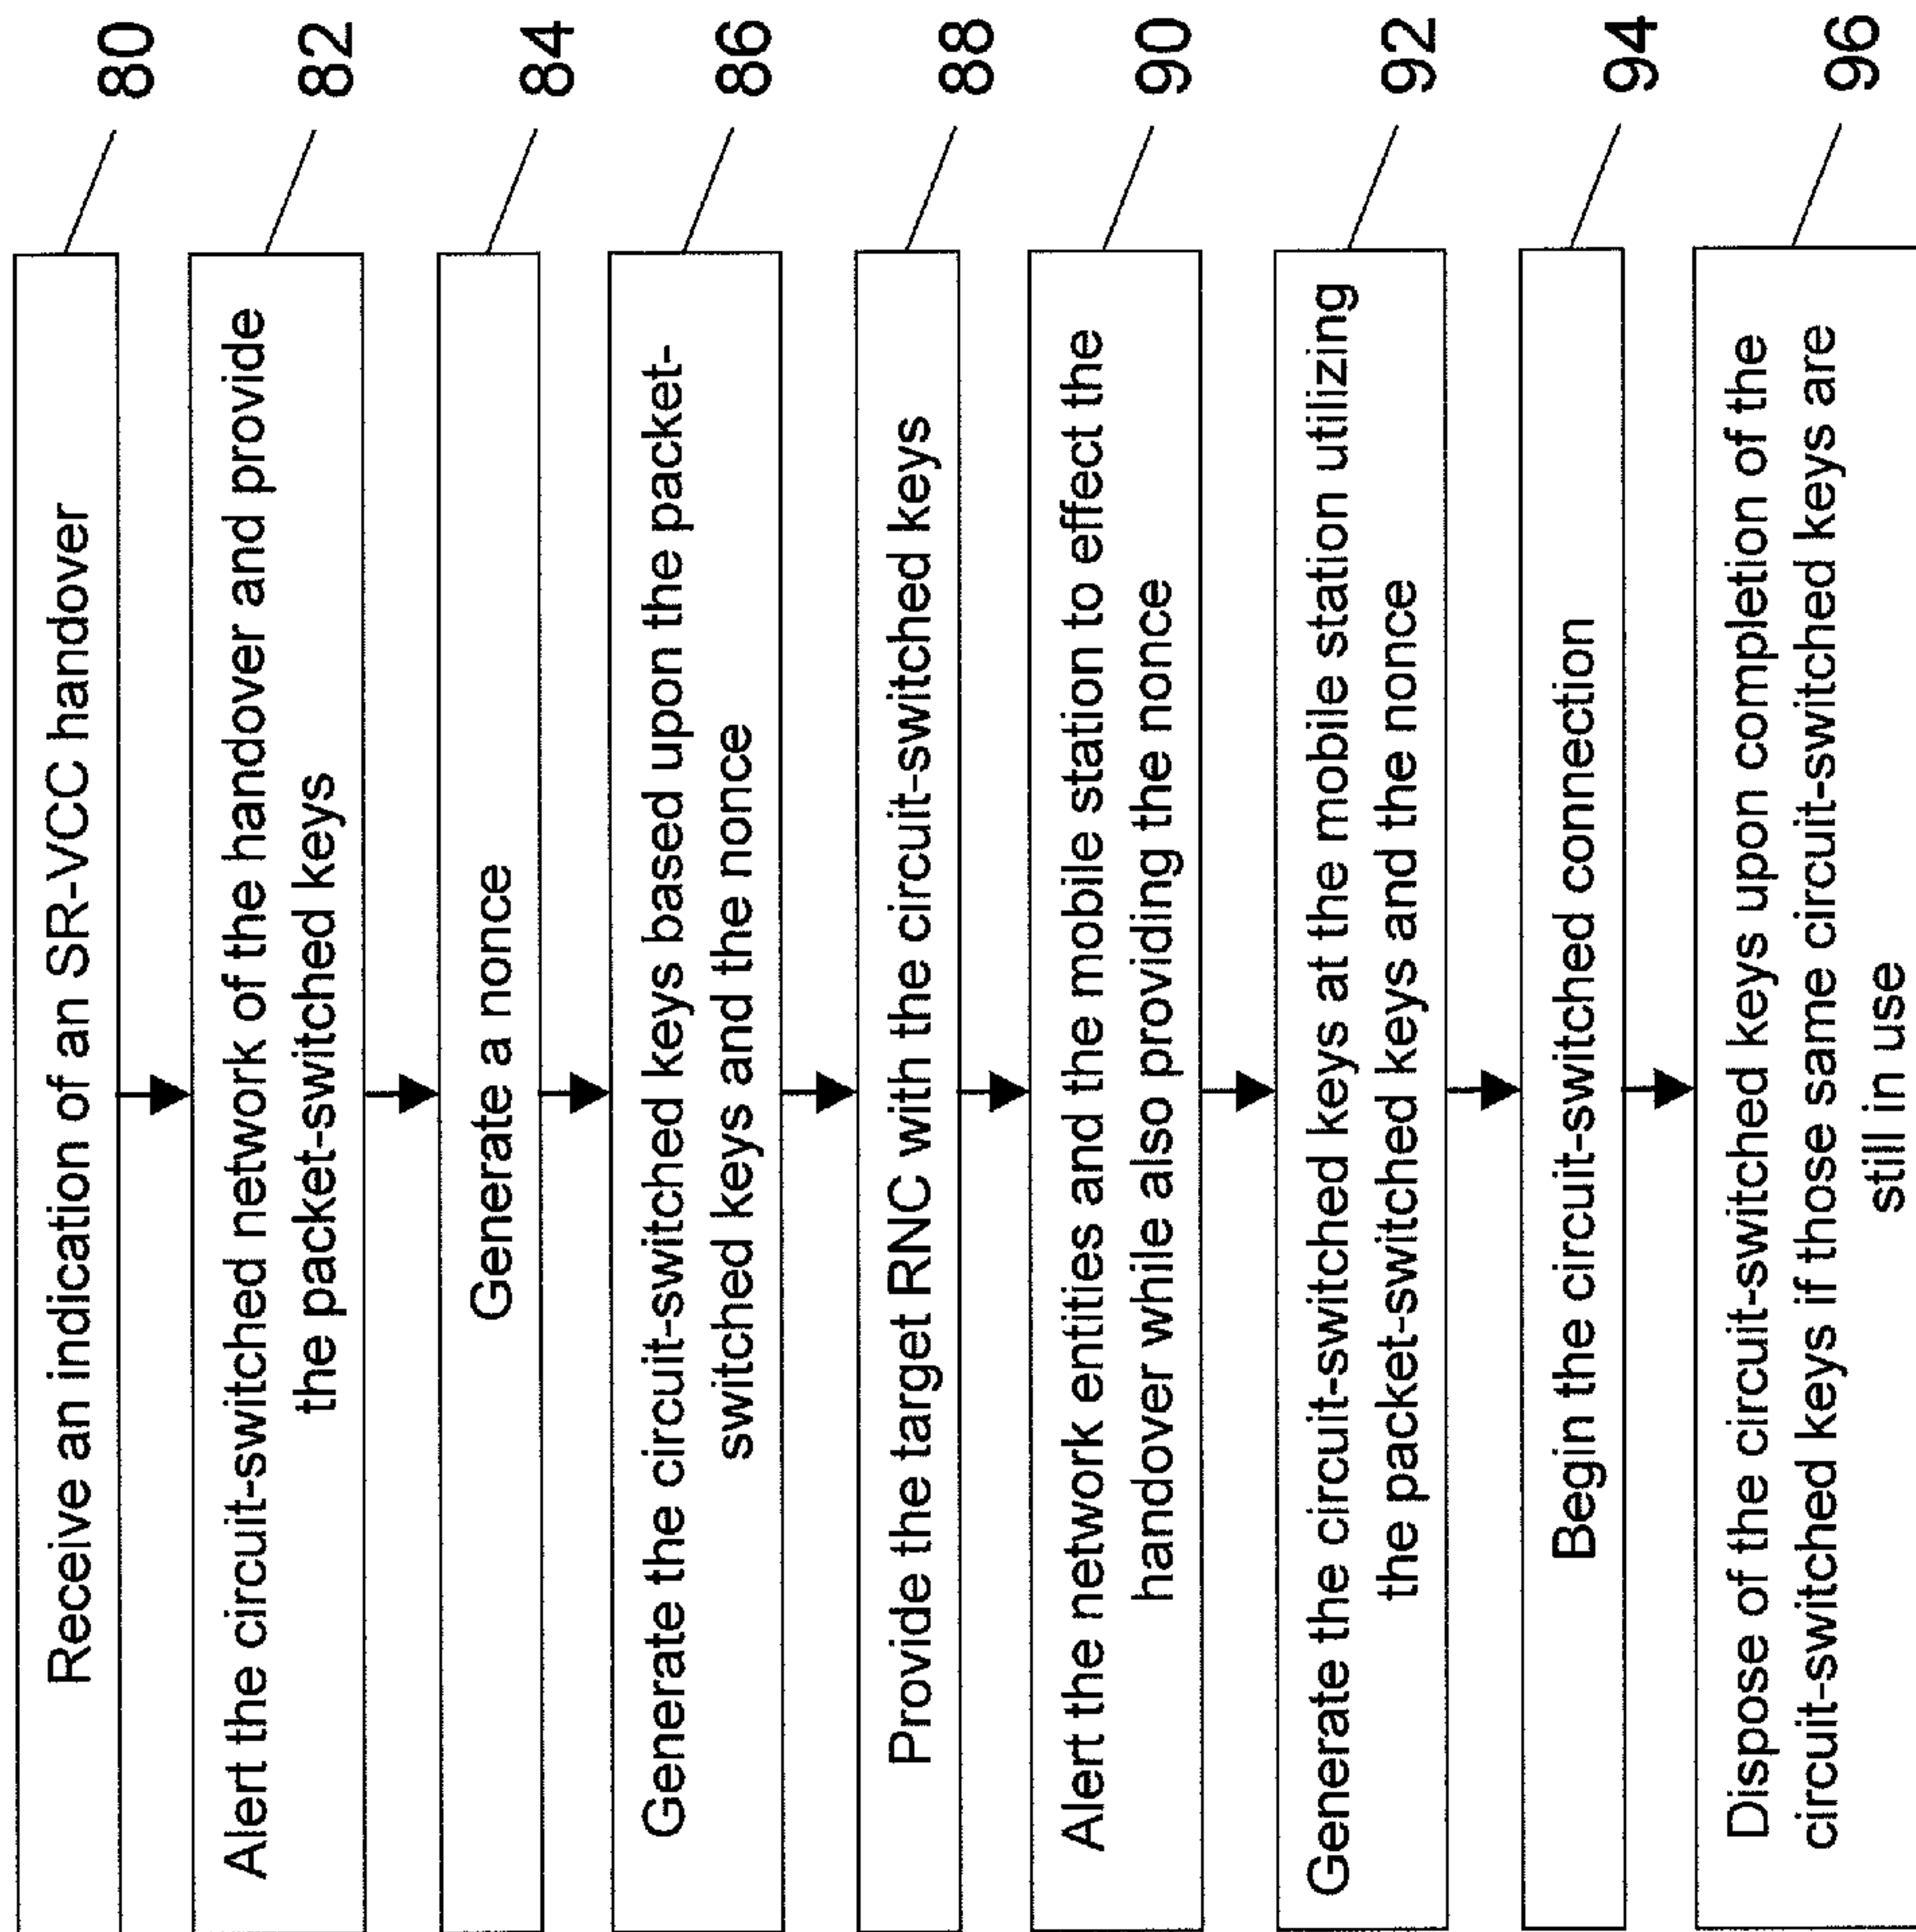 Receive an indication of an SR-VCC handover
80
Alert the circuit-switched network of the handover and provide
the packet-switched keys
82
Generate a nonce
84
Generate the circuit-switched keys based upon the packet-
switched keys and the nonce
86
Provide the target RNC with the circuit-switched keys
88
Alert the network entities and the mobile station to effect the
handover while also providing the nonce
90
Generate the circuit-switched keys at the mobile station utilizing
the packet-switched keys and the nonce
92
Begin the circuit-switched connection
94
Dispose of the circuit-switched keys upon completion of the
circuit-switched keys if those same circuit-switched keys are
still in use
96